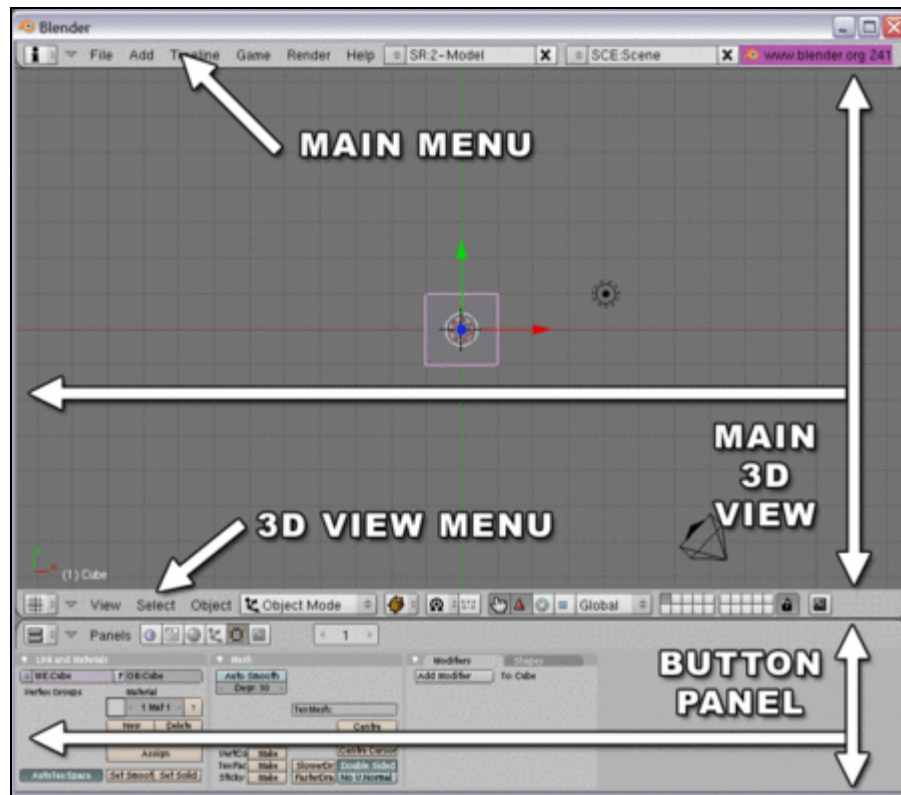 Blender
File Add Timeline Game Render Help SR:2-Model X SCE:Scene X www.blender.org 241
MAIN MENU
MAIN
3D
VIEW
3D VIEW MENU
(1) Cube
View Select Object Object Mode Global
Panels 1
BUTTON
PANEL
Link and Materials Mesh Modifiers Shapes
ME:Cube F OB:Cube Auto Smooth Add Modifier To: Cube
Vertex Groups Material Degr: 30
1 Mat 1 ?
TexMesh:
New Delete Centre
Assign Centre Cursor
Make
Make Double Sided
AutoTexSpace Set Smooth Set Solid Sticky Make No V.Normal